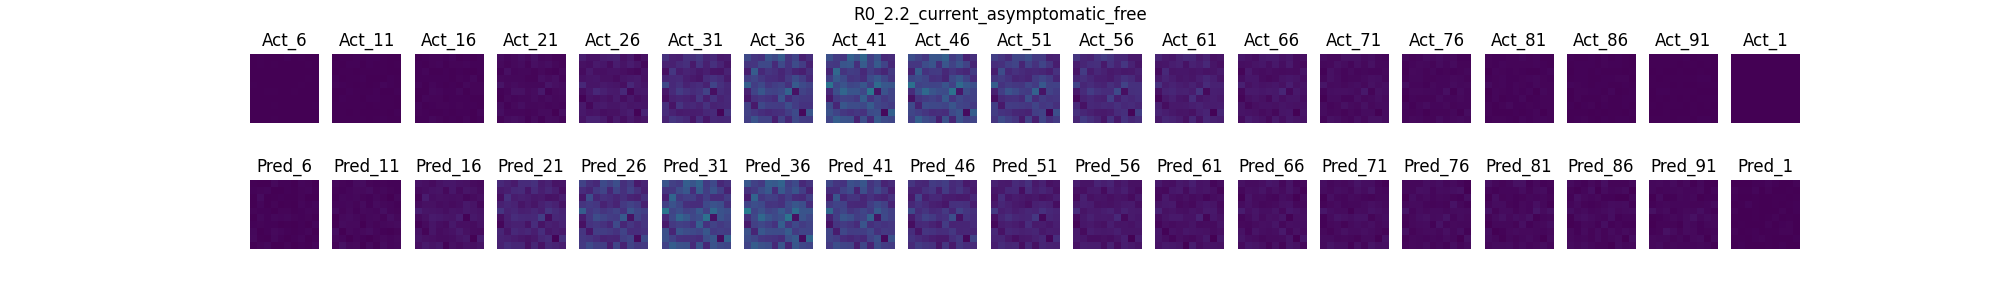 R0_2.2_current_asymptomatic_free
Act_6 Act_11 Act_16 Act_21 Act_26 Act_31 Act_36 Act_41 Act_46 Act_51 Act_56 Act_61 Act_66 Act_71 Act_76 Act_81 Act_86 Act_91 Act_1
Pred_6 Pred_11 Pred_16 Pred_21 Pred_26 Pred_31 Pred_36 Pred_41 Pred_46 Pred_51 Pred_56 Pred_61 Pred_66 Pred_71 Pred_76 Pred_81 Pred_86 Pred_91 Pred_1